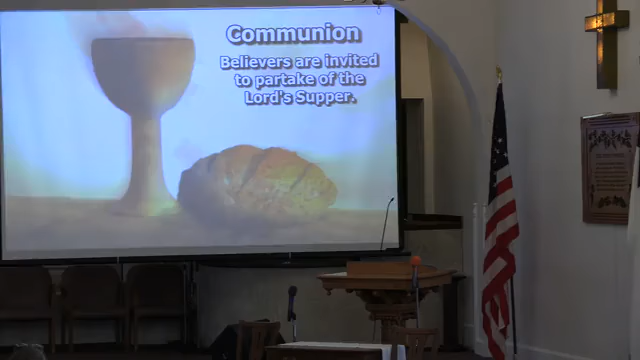 Communion
Believers are invited
to partake of the
Lord's Supper.